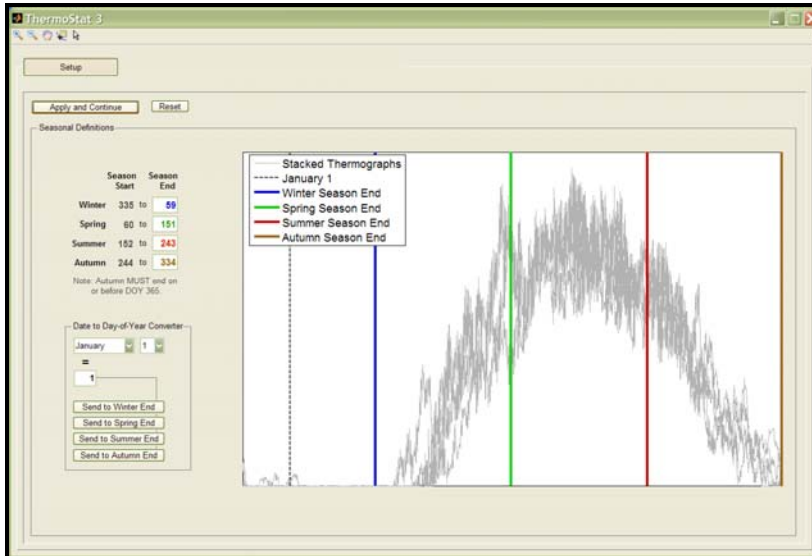 ThermoStat 3
Setup
Apply and Continue Reset
Seasonal Definitions
Season Start Season End
Winter 335 to 59
Spring 60 to 151
Summer 152 to 243
Autumn 244 to 334
Note: Autumn MUST end on
or before DOY 365.
Date to Day-of-Year Converter
January 1
=
1
Send to Winter End
Send to Spring End
Send to Summer End
Send to Autumn End
Stacked Thermographs
January 1
Winter Season End
Spring Season End
Summer Season End
Autumn Season End